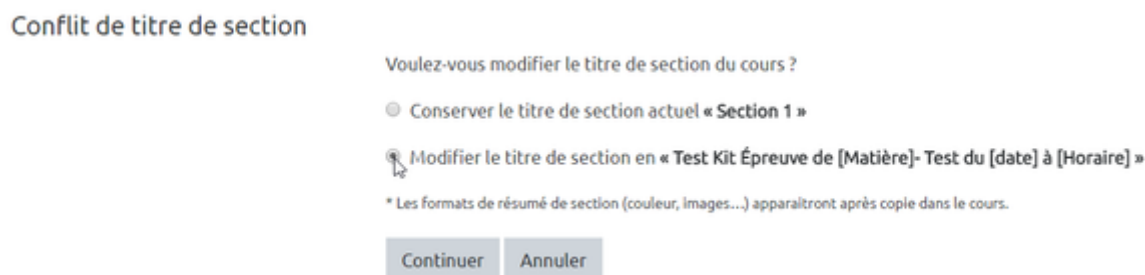 Conflit de titre de section
Voulez-vous modifier le titre de section du cours ?
Conserver le titre de section actuel « Section 1 »
Modifier le titre de section en « Test Kit Épreuve de [Matière]- Test du [date] à [Horaire] »
* Les formats de résumé de section (couleur, images...) apparaitront après copie dans le cours.
Continuer Annuler